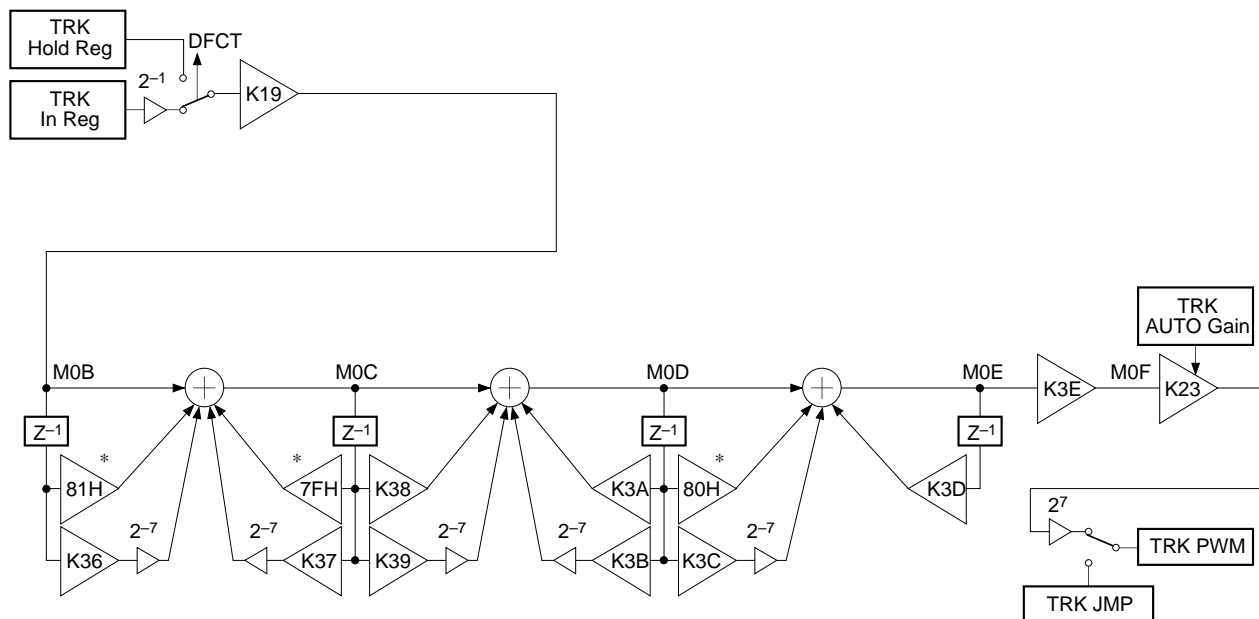 TRK
Hold Reg
DFCT
2–1
TRK
In Reg
K19
TRK
AUTO Gain
M0B
M0C
M0D
M0E
K3E
M0F
K23
Z–1
Z–1
Z–1
Z–1
*
*
*
81H
7FH
K38
K3A
80H
K3D
2–7
2–7
2–7
2–7
2–7
K36
K37
K39
K3B
K3C
27
TRK PWM
TRK JMP